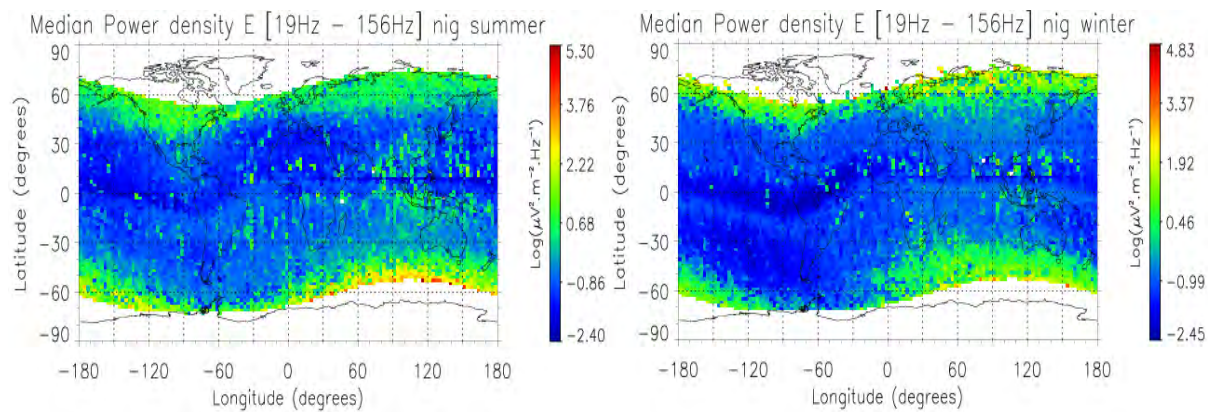 Median Power density E [19Hz - 156Hz] nig summer
90
60
30
0
-30
-60
-90
Latitude (degrees)
-180 -120 -60 0 60 120 180
Longitude (degrees)
5.30
3.76
2.22
0.68
-0.86
-2.40
Log(μV².m⁻².Hz⁻¹)
Median Power density E [19Hz - 156Hz] nig winter
90
60
30
0
-30
-60
-90
Latitude (degrees)
-180 -120 -60 0 60 120 180
Longitude (degrees)
4.83
3.37
1.92
0.46
-0.99
-2.45
Log(μV².m⁻².Hz⁻¹)